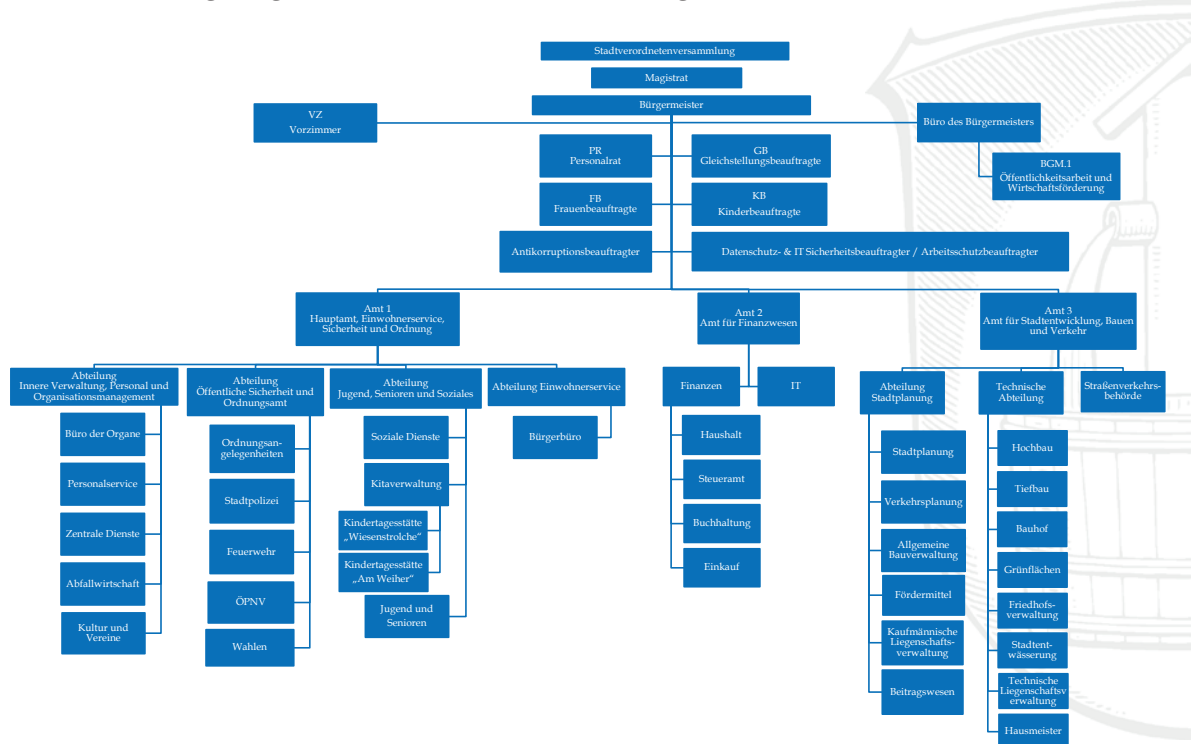 Stadtverordnetenversammlung
Magistrat
Bürgermeister
VZ
Vorzimmer
Büro des Bürgermeisters
BGM.1
Öffentlichkeitsarbeit und
Wirtschaftsförderung
PR
Personalrat
GB
Gleichstellungsbeauftragte
FB
Frauenbeauftragte
KB
Kinderbeauftragte
Antikorruptionsbeauftragter
Datenschutz- & IT Sicherheitsbeauftragter / Arbeitsschutzbeauftragter
Amt 1
Hauptamt, Einwohnerservice,
Sicherheit und Ordnung
Amt 2
Amt für Finanzwesen
Amt 3
Amt für Stadtentwicklung, Bauen
und Verkehr
Abteilung
Innere Verwaltung, Personal und
Organisationsmanagement
Büro der Organe
Personalservice
Zentrale Dienste
Abfallwirtschaft
Kultur und
Vereine
Abteilung
Öffentliche Sicherheit und
Ordnungsamt
Ordnungsan-
gelegenheiten
Stadtpolizei
Feuerwehr
ÖPNV
Wahlen
Abteilung
Jugend, Senioren und Soziales
Soziale Dienste
Kitaverwaltung
Kindertagesstätte
„Wiesenstrolche“
Kindertagesstätte
„Am Weiher“
Jugend und
Senioren
Abteilung Einwohnerservice
Bürgerbüro
Finanzen
IT
Haushalt
Steueramt
Buchhaltung
Einkauf
Abteilung
Stadtplanung
Stadtplanung
Verkehrsplanung
Allgemeine
Bauverwaltung
Fördermittel
Kaufmännische
Liegenschafts-
verwaltung
Beitragswesen
Technische
Abteilung
Hochbau
Tiefbau
Bauhof
Grünflächen
Friedhofs-
verwaltung
Stadtent-
wässerung
Technische
Liegenschaftsv
erwaltung
Hausmeister
Straßenverkehrs-
behörde